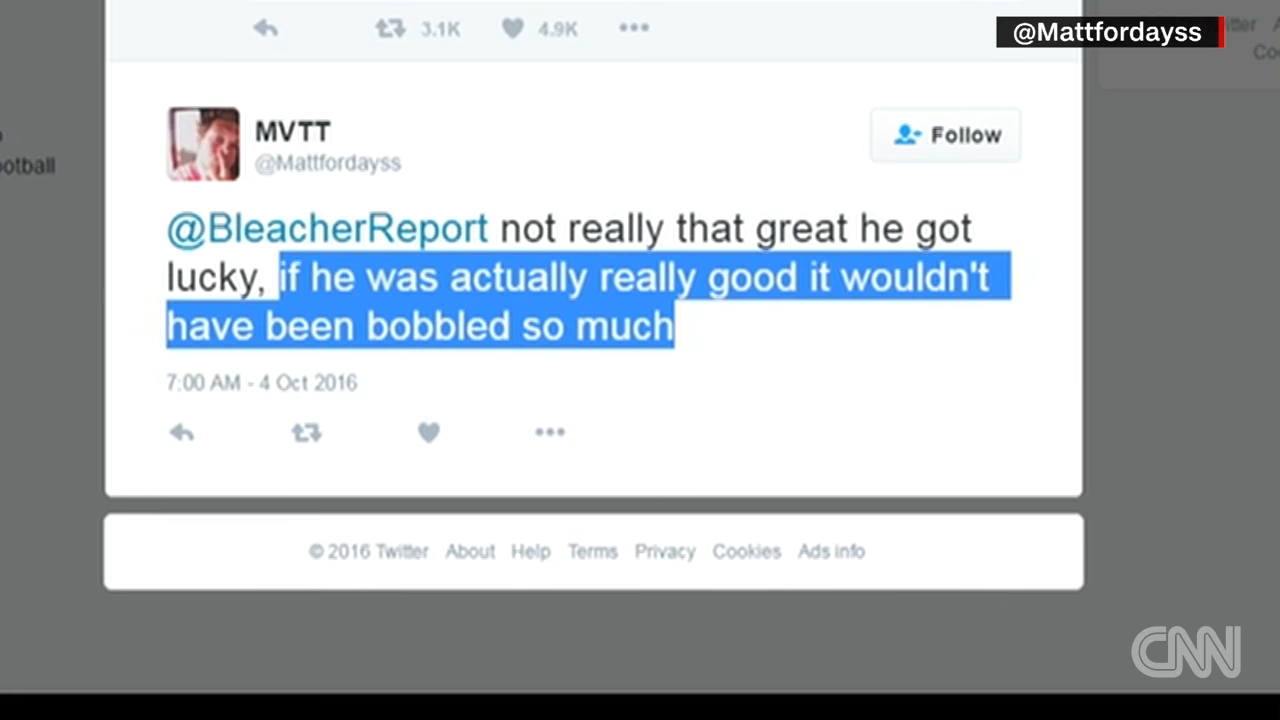 3.1K 4.9K
@Mattfordayss
MVTT
@Mattfordayss
Follow
ootball
@BleacherReport not really that great he got
lucky, if he was actually really good it wouldn't
have been bobbled so much
7:00 AM - 4 Oct 2016
© 2016 Twitter About Help Terms Privacy Cookies Ads info
CNN